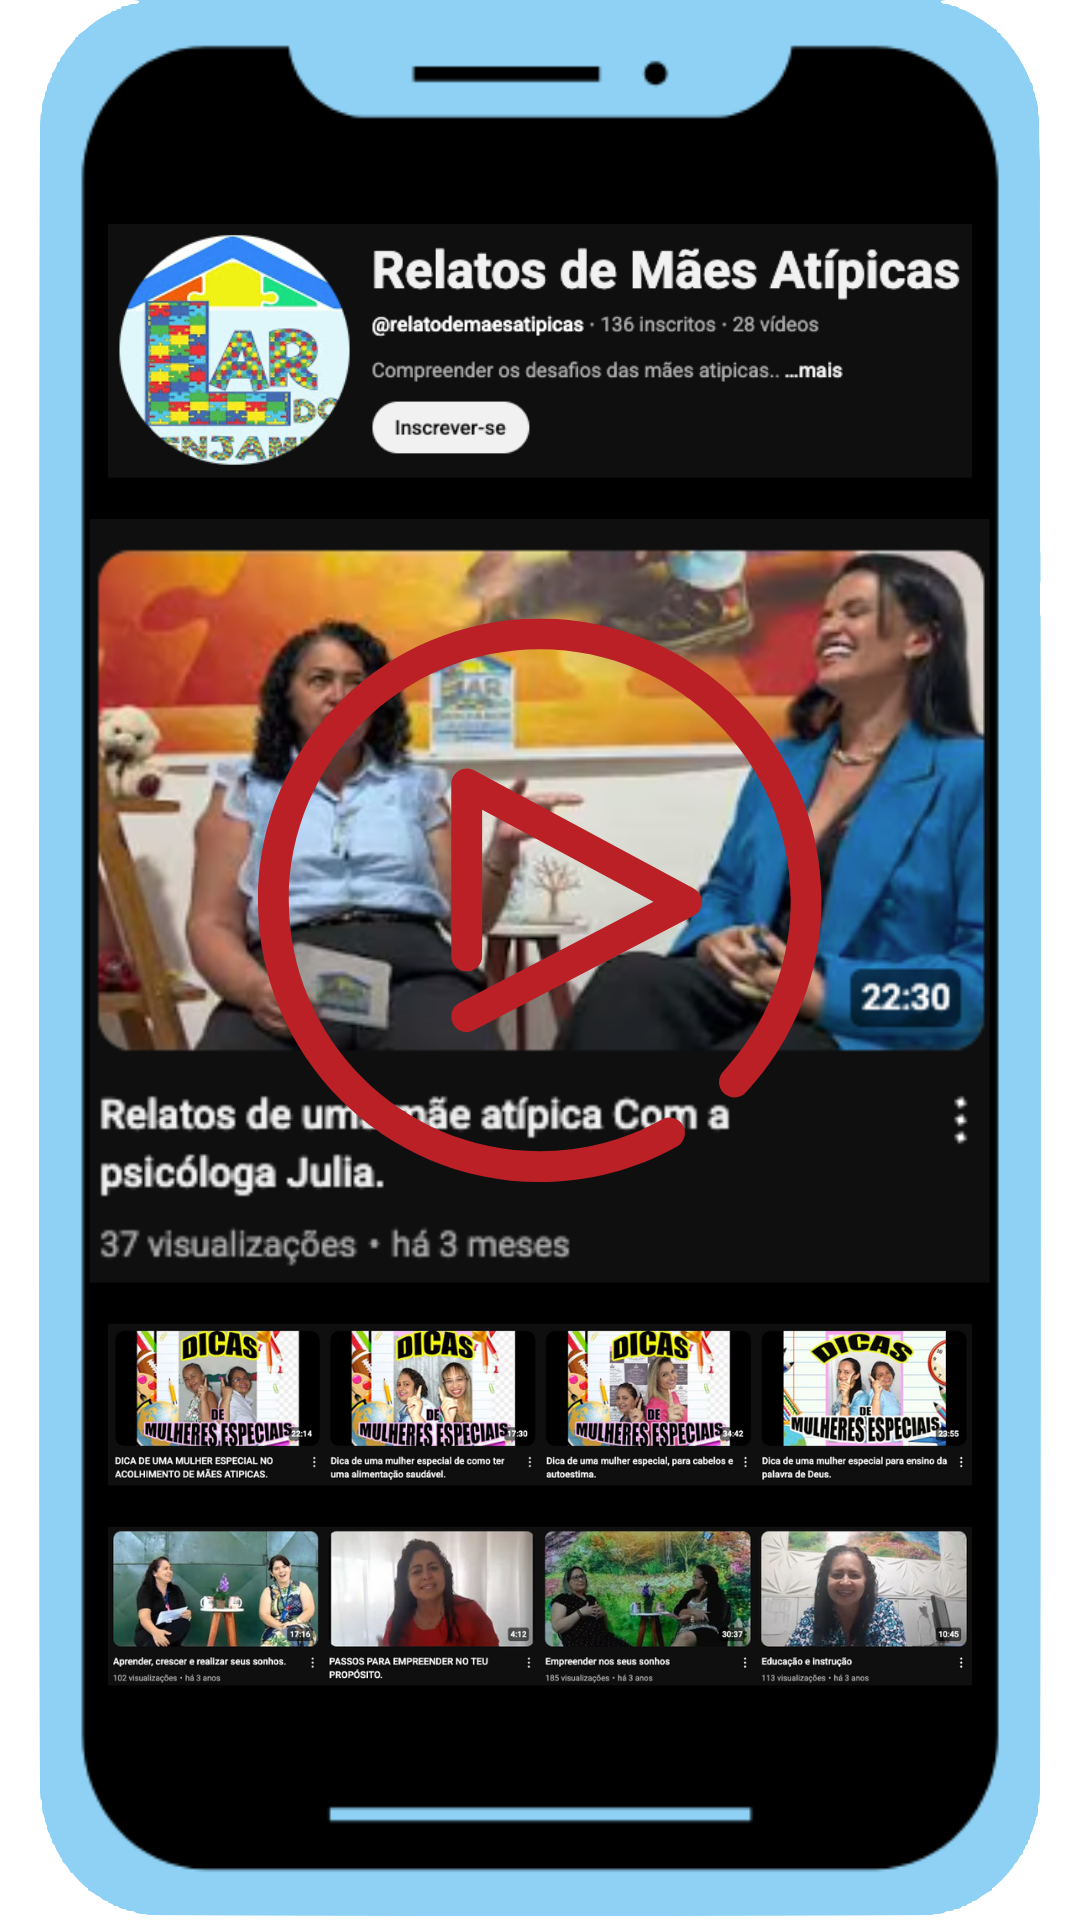 LAR
DO
ENJAM
Relatos de Mães Atípicas
@relatodemaesatipicas · 136 inscritos · 28 vídeos
Compreender os desafios das mães atipicas.. ...mais
Inscrever-se
LAR
22:30
Relatos de uma mãe atípica Com a
psicóloga Julia.
37 visualizações • há 3 meses
DICAS
DE
MULHERES ESPECIAIS
22:14
DICA DE UMA MULHER ESPECIAL NO
ACOLHIMENTO DE MÃES ATIPICAS.
DICAS
DE
MULHERES ESPECIAIS
17:30
Dica de uma mulher especial de como ter
uma alimentação saudável.
DICAS
DE
MULHERES ESPECIAIS
34:42
Dica de uma mulher especial, para cabelos e
autoestima.
DICAS
DE
MULHERES ESPECIAIS
23:55
Dica de uma mulher especial para ensino da
palavra de Deus.
17:16
Aprender, crescer e realizar seus sonhos.
102 visualizações • há 3 anos
4:12
PASSOS PARA EMPREENDER NO TEU
PROPÓSITO.
30:37
Empreender nos seus sonhos
185 visualizações • há 3 anos
10:45
Educação e instrução
113 visualizações • há 3 anos